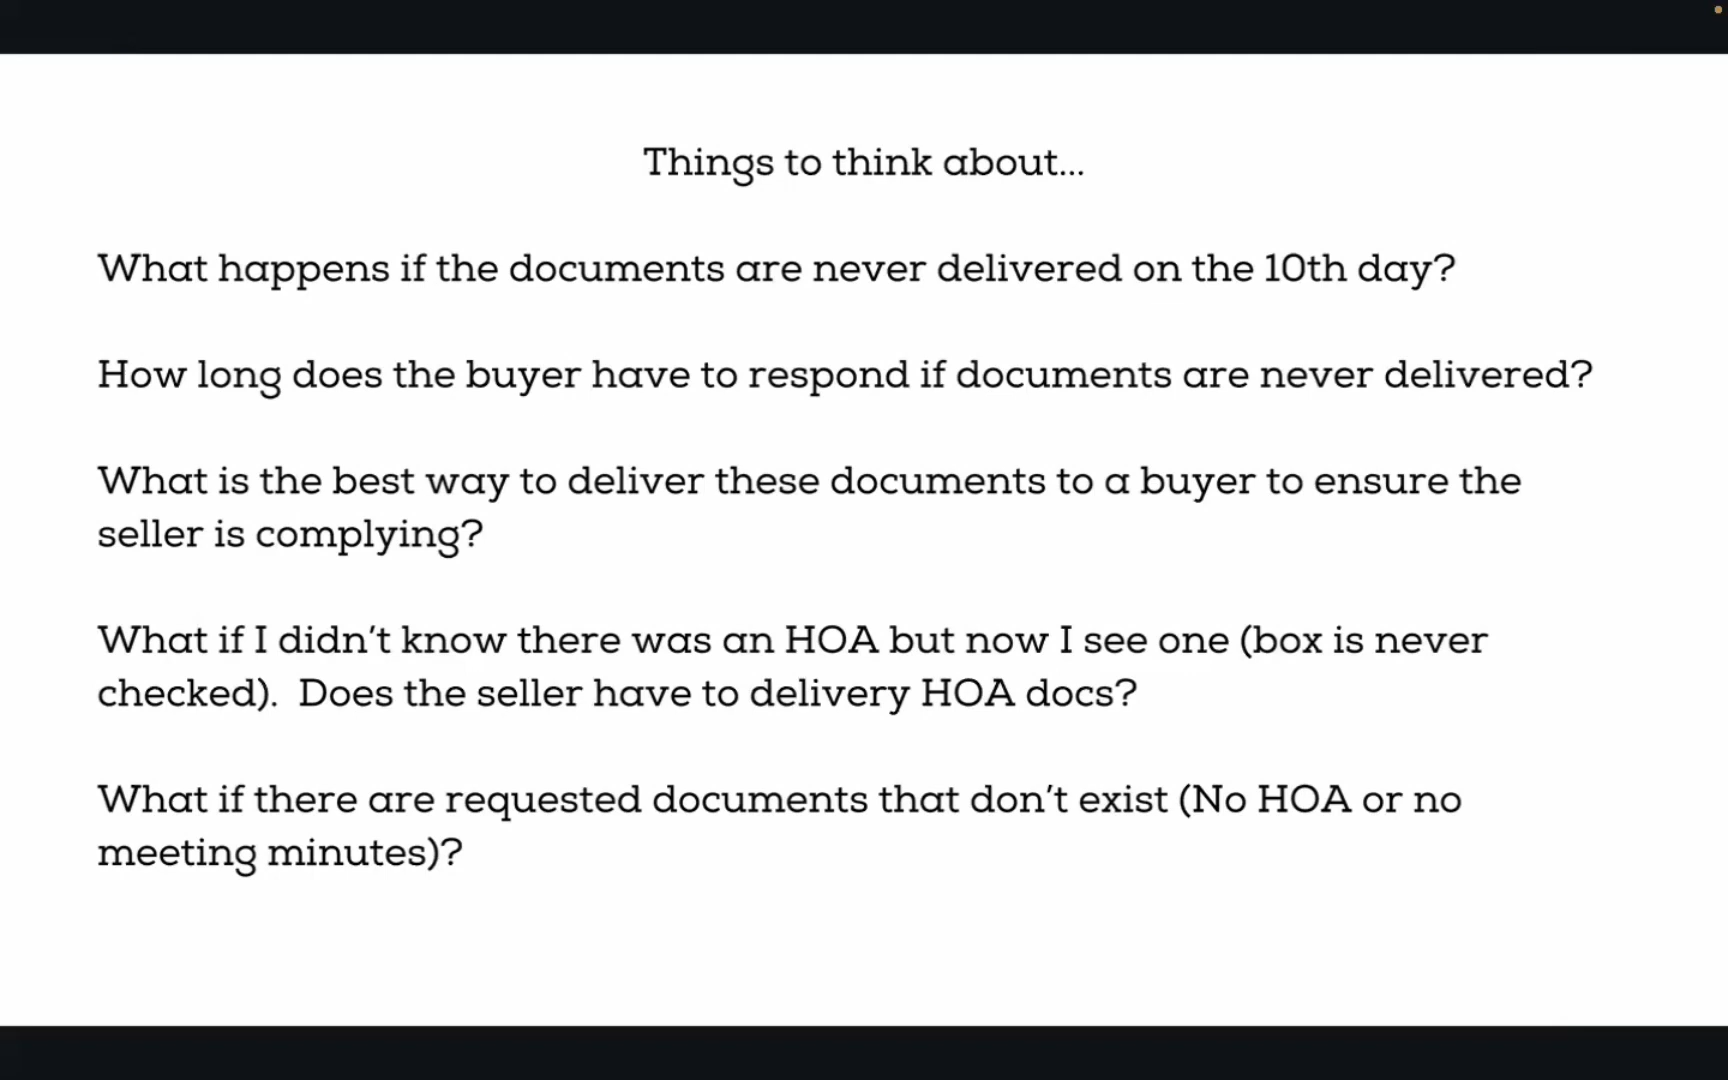 Things to think about...
What happens if the documents are never delivered on the 10th day?
How long does the buyer have to respond if documents are never delivered?
What is the best way to deliver these documents to a buyer to ensure the
seller is complying?
What if I didn’t know there was an HOA but now I see one (box is never
checked).  Does the seller have to delivery HOA docs?
What if there are requested documents that don’t exist (No HOA or no
meeting minutes)?